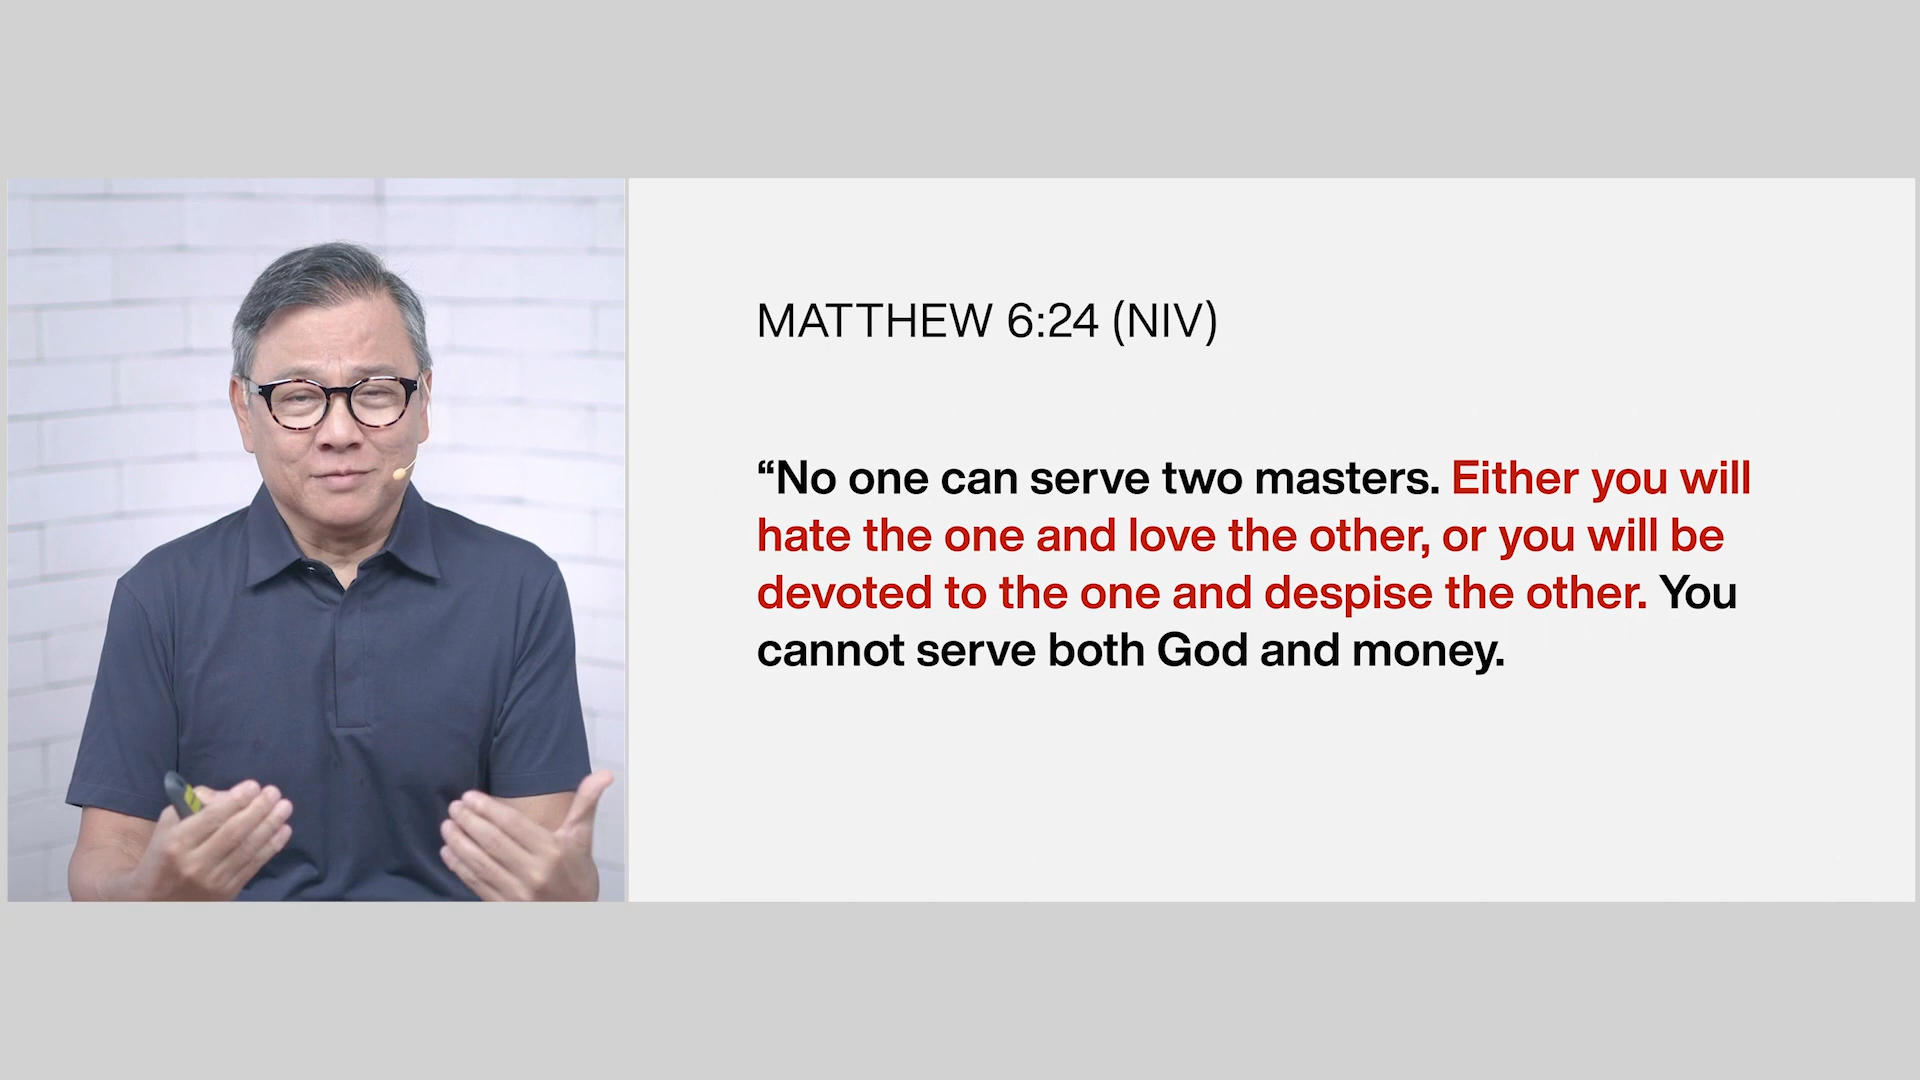 MATTHEW 6:24 (NIV)
“No one can serve two masters. Either you will
hate the one and love the other, or you will be
devoted to the one and despise the other. You
cannot serve both God and money.